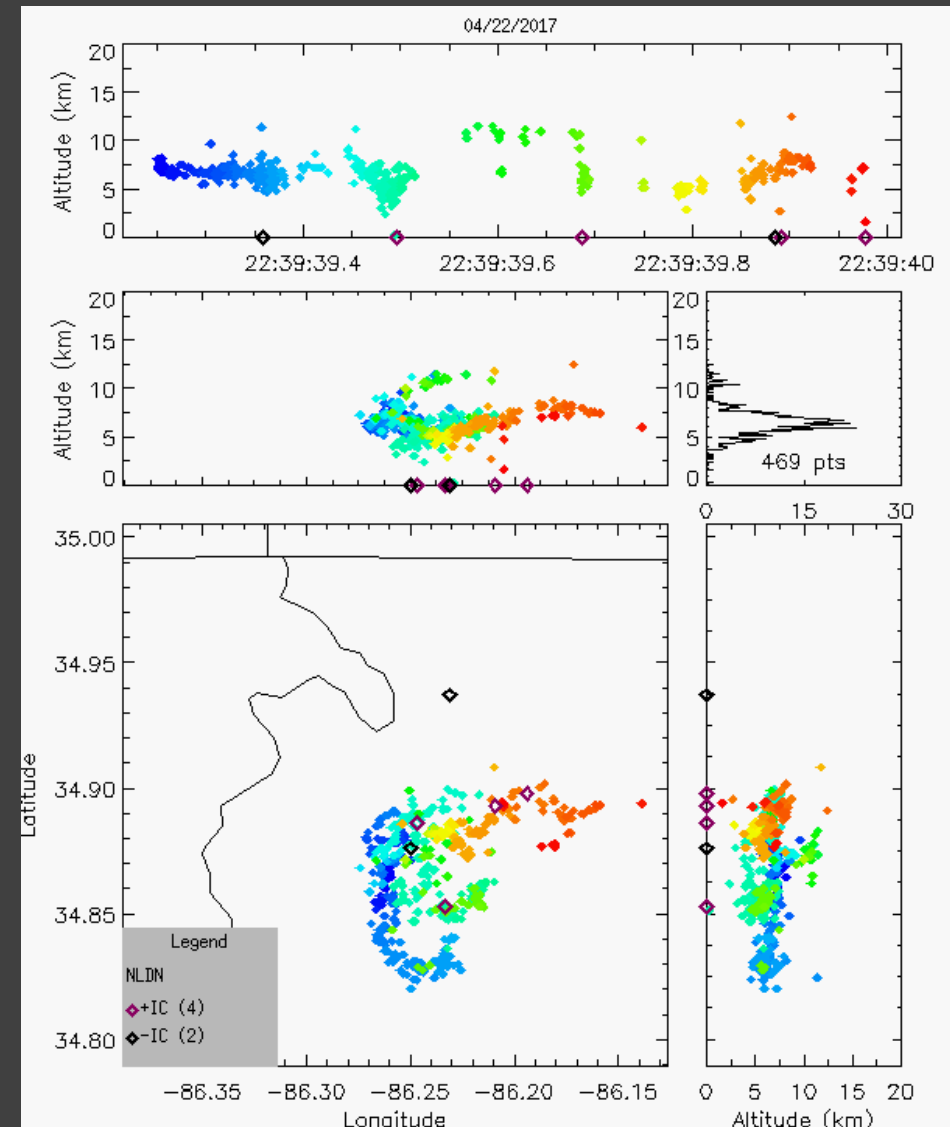 04/22/2017
20
15
10
5
0
Altitude (km)
22:39:39.4 22:39:39.6 22:39:39.8 22:39:40
20
15
10
5
0
Altitude (km)
20
15
10
5
0
469 pts
0 15 30
35.00
34.95
34.90
34.85
34.80
Latitude
Legend
NLDN
+IC (4)
-IC (2)
-86.35 -86.30 -86.25 -86.20 -86.15
Longitude
0 5 10 15 20
Altitude (km)